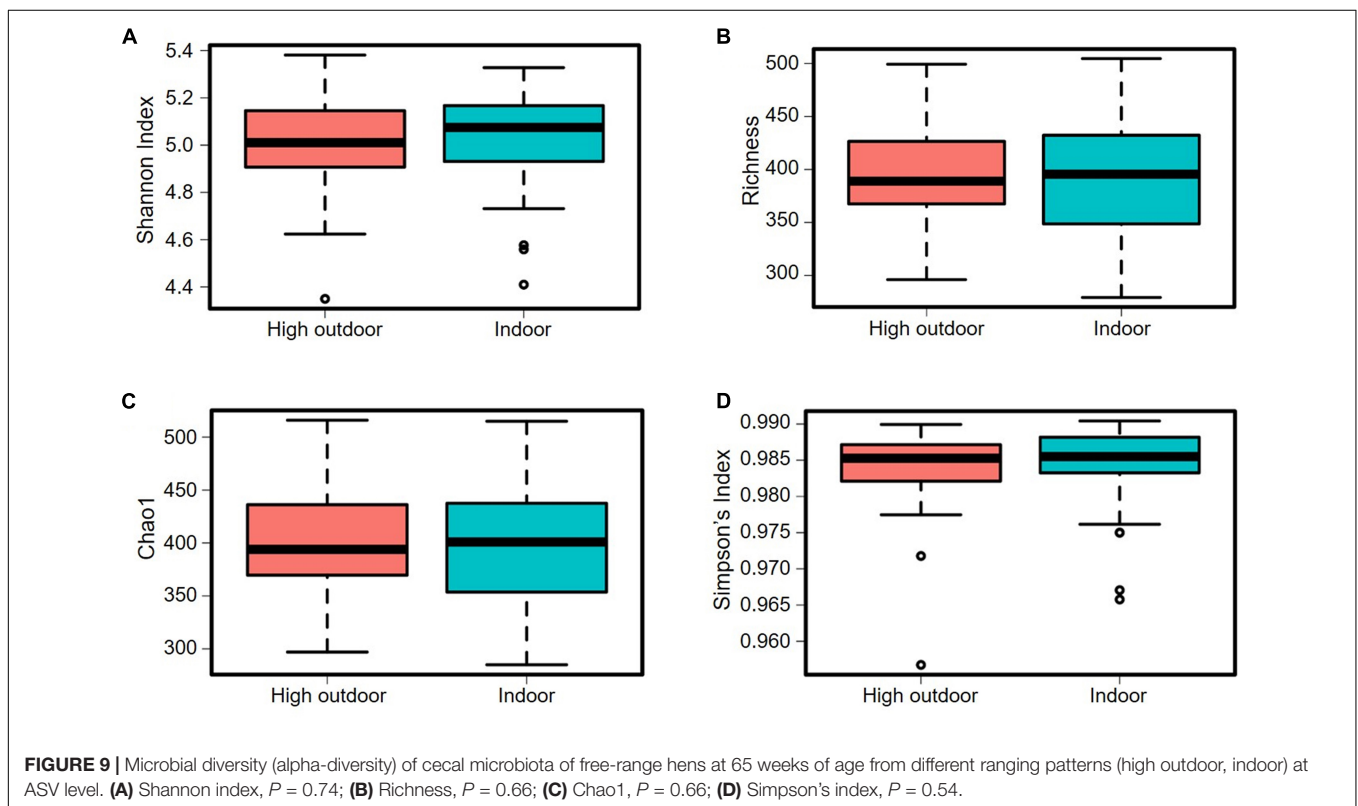 A
Shannon Index
5.4
5.2
5.0
4.8
4.6
4.4
High outdoor Indoor
B
Richness
500
450
400
350
300
High outdoor Indoor
C
Chao1
500
450
400
350
300
High outdoor Indoor
D
Simpson's Index
0.990
0.985
0.980
0.975
0.970
0.965
0.960
High outdoor Indoor
FIGURE 9 | Microbial diversity (alpha-diversity) of cecal microbiota of free-range hens at 65 weeks of age from different ranging patterns (high outdoor, indoor) at
ASV level. (A) Shannon index, P = 0.74; (B) Richness, P = 0.66; (C) Chao1, P = 0.66; (D) Simpson's index, P = 0.54.